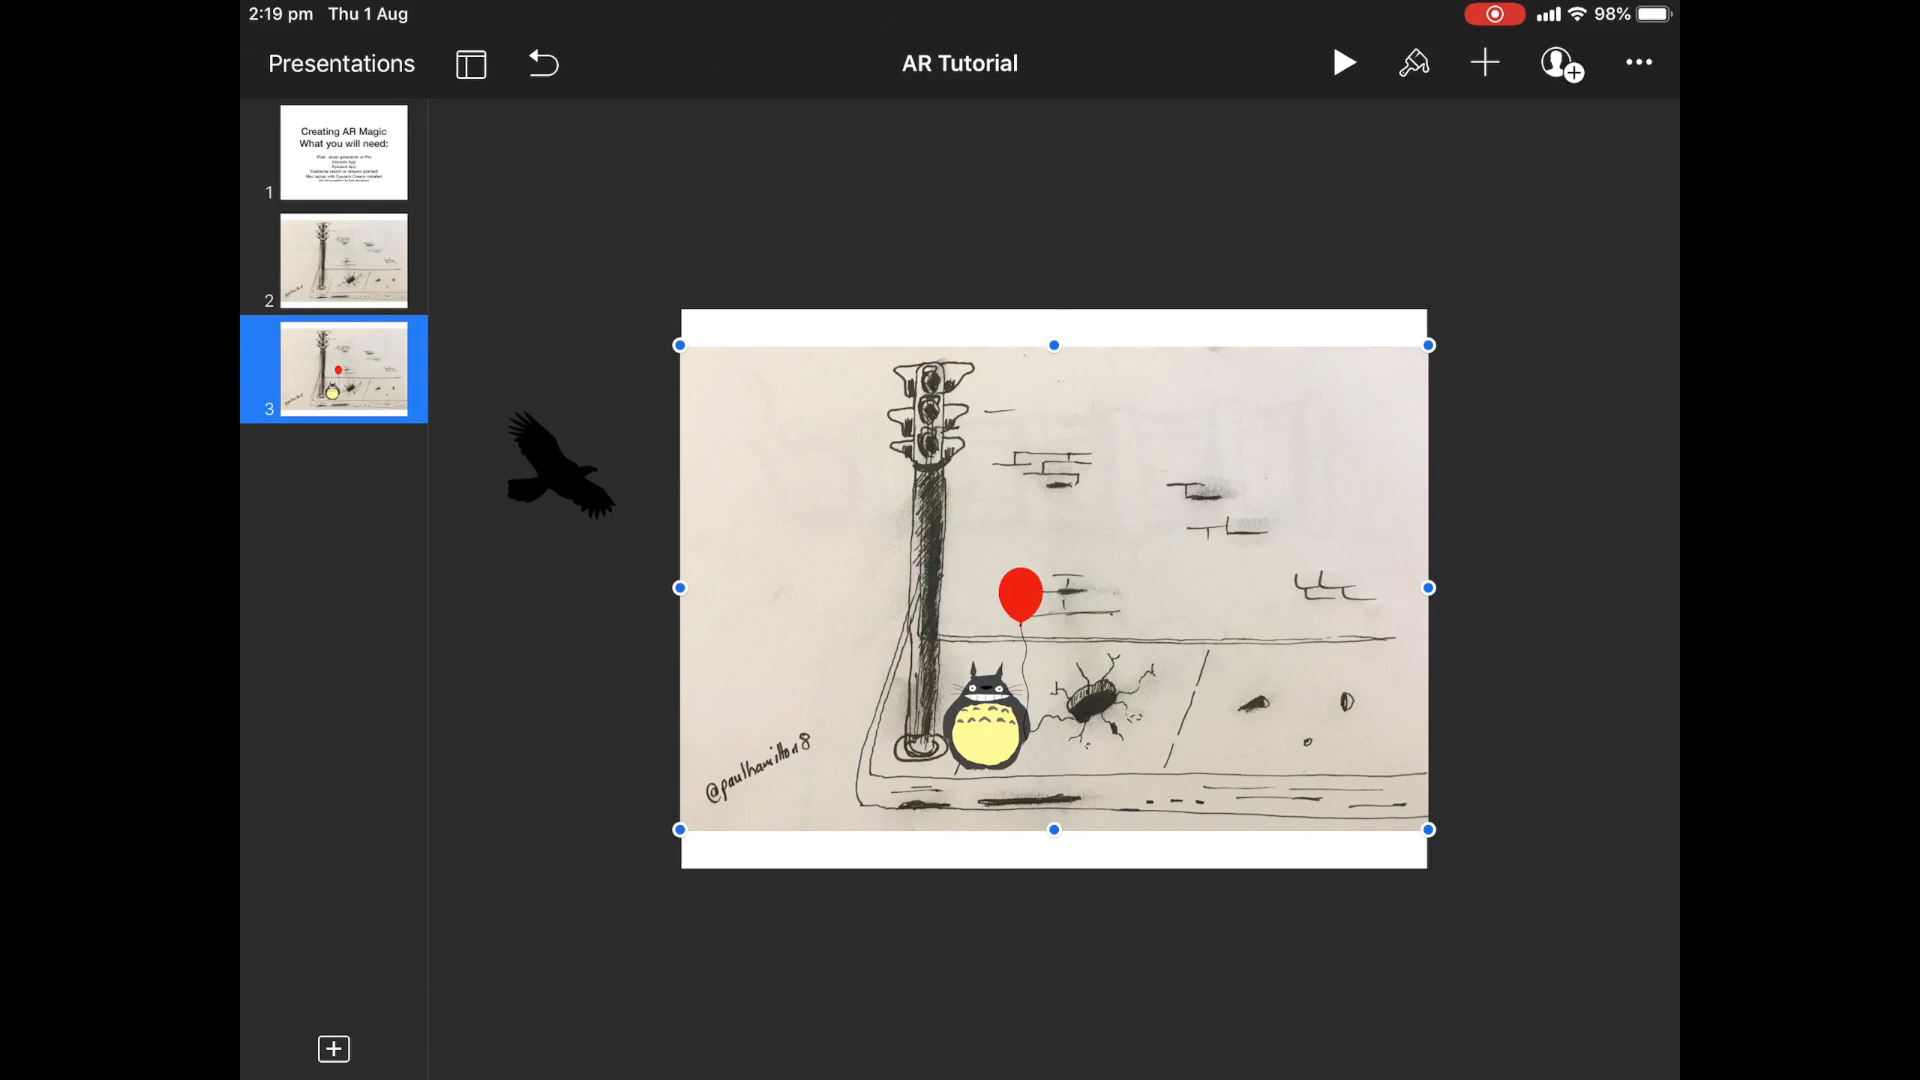 2:19 pm Thu 1 Aug
98%
Presentations
AR Tutorial
Creating AR Magic
What you will need:
1
2
3
@paulhamilton8